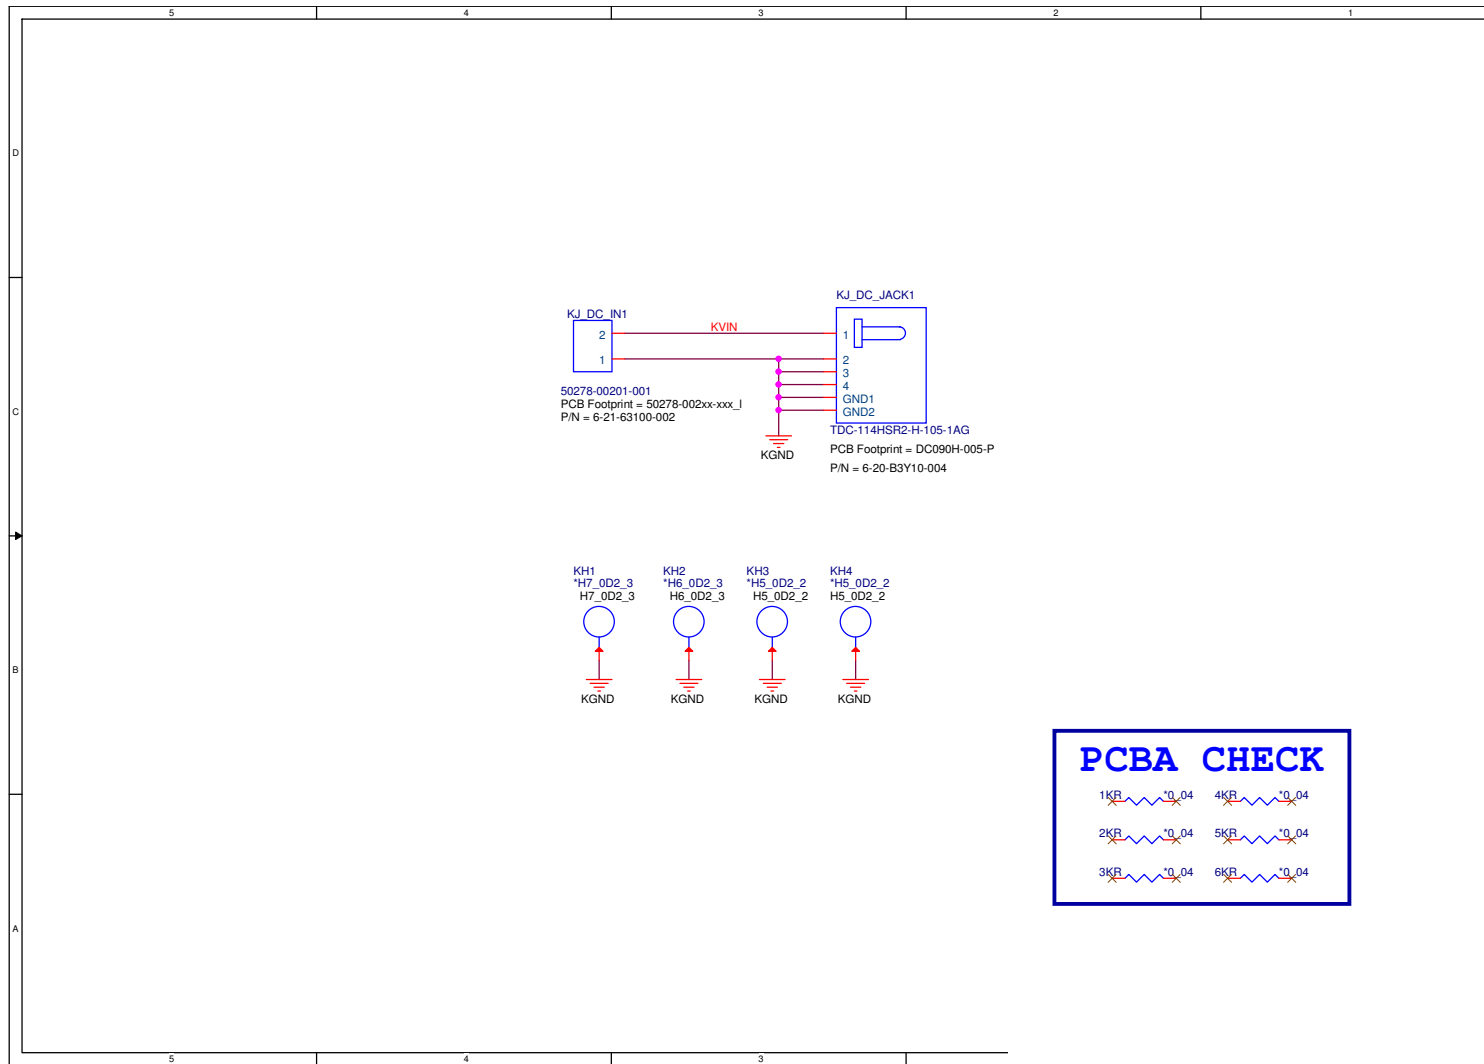 5 4 3 2 1
D
KJ_DC_JACK1
KJ_DC_IN1
2 KVIN 1
1 2
3
4
GND1
GND2
50278-00201-001
PCB Footprint = 50278-002xx-xxx_l
P/N = 6-21-63100-002
C
TDC-114HSR2-H-105-1AG
KGND
PCB Footprint = DC090H-005-P
P/N = 6-20-B3Y10-004
KH1 KH2 KH3 KH4
*H7_0D2_3 *H6_0D2_3 *H5_0D2_2 *H5_0D2_2
H7_0D2_3 H6_0D2_3 H5_0D2_2 H5_0D2_2
B
KGND KGND KGND KGND
PCBA CHECK
1KR *0_04 4KR *0_04
2KR *0_04 5KR *0_04
3KR *0_04 6KR *0_04
A
5 4 3